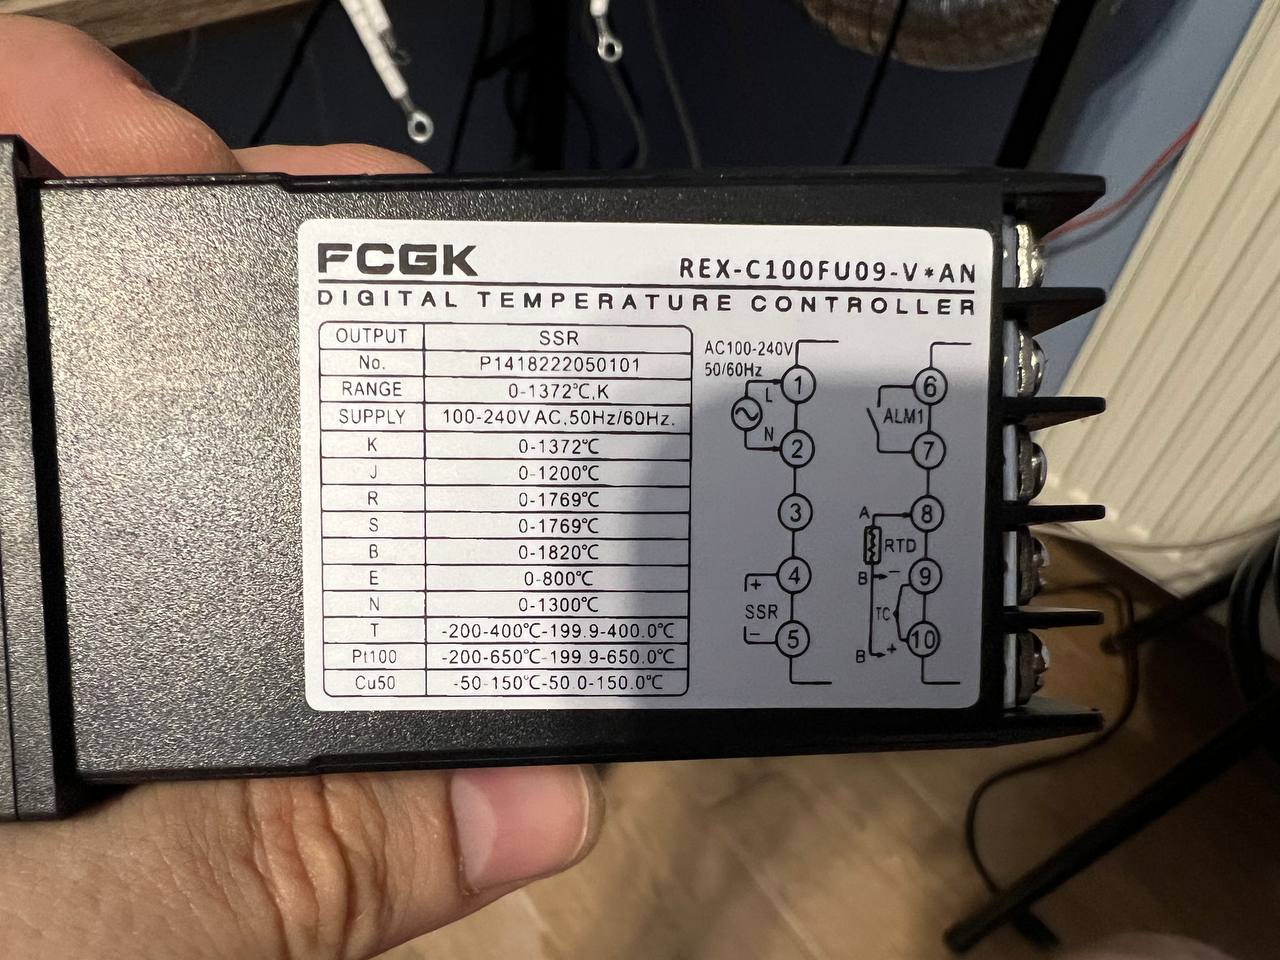 FCGK
REX-C100FU09-V*AN
DIGITAL TEMPERATURE CONTROLLER
OUTPUT SSR
No. P1418222050101
RANGE 0-1372℃,K
SUPPLY 100-240V AC,50Hz/60Hz.
K 0-1372℃
J 0-1200℃
R 0-1769℃
S 0-1769℃
B 0-1820℃
E 0-800℃
N 0-1300℃
T -200-400℃-199.9-400.0℃
Pt100 -200-650℃-199.9-650.0℃
Cu50 -50-150℃-50.0-150.0℃
AC100-240V
50/60Hz
L
N
1
2
3
4
5
+
SSR
-
6
ALM1
7
A
8
RTD
B
-
9
TC
10
B
+